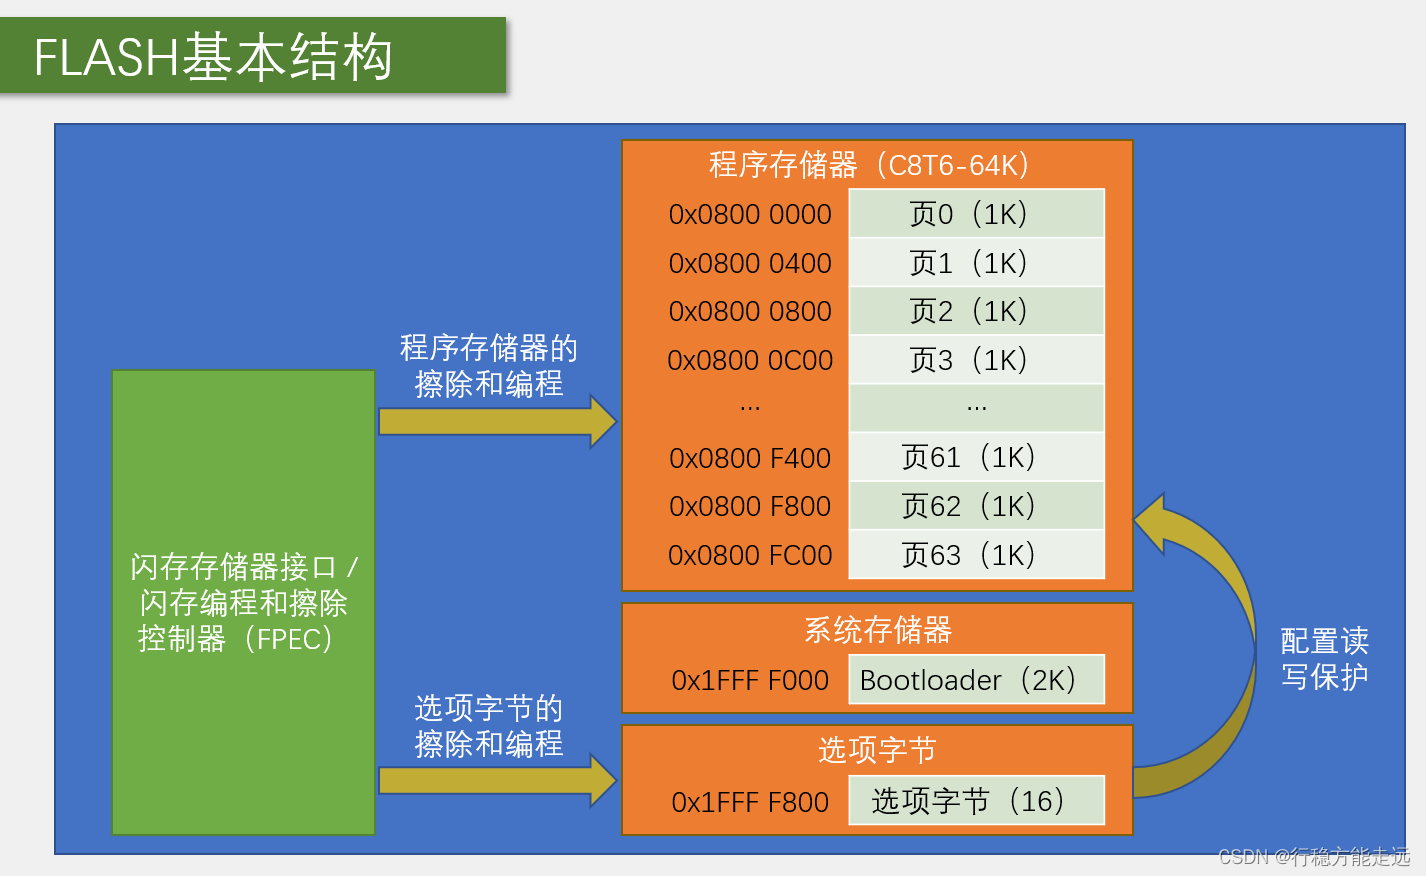 FLASH基本结构
程序存储器（C8T6-64K）
0x0800 0000 页0（1K）
0x0800 0400 页1（1K）
0x0800 0800 页2（1K）
0x0800 0C00 页3（1K）
... ...
0x0800 F400 页61（1K）
0x0800 F800 页62（1K）
0x0800 FC00 页63（1K）
程序存储器的
擦除和编程
闪存存储器接口 /
闪存编程和擦除
控制器（FPEC）
系统存储器
0x1FFF F000 Bootloader（2K）
配置读
写保护
选项字节的
擦除和编程
选项字节
0x1FFF F800 选项字节（16）
CSDN @行稳方能走远